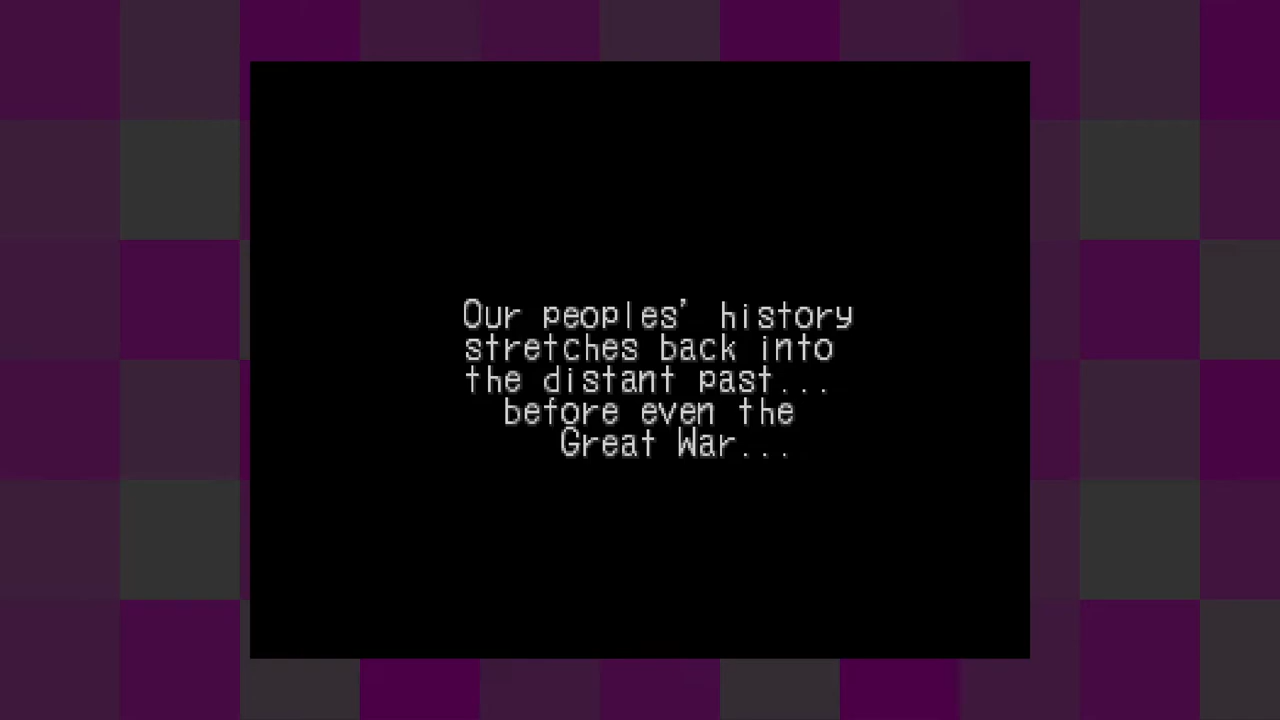 Our peoples' history
stretches back into
the distant past...
before even the
Great War...